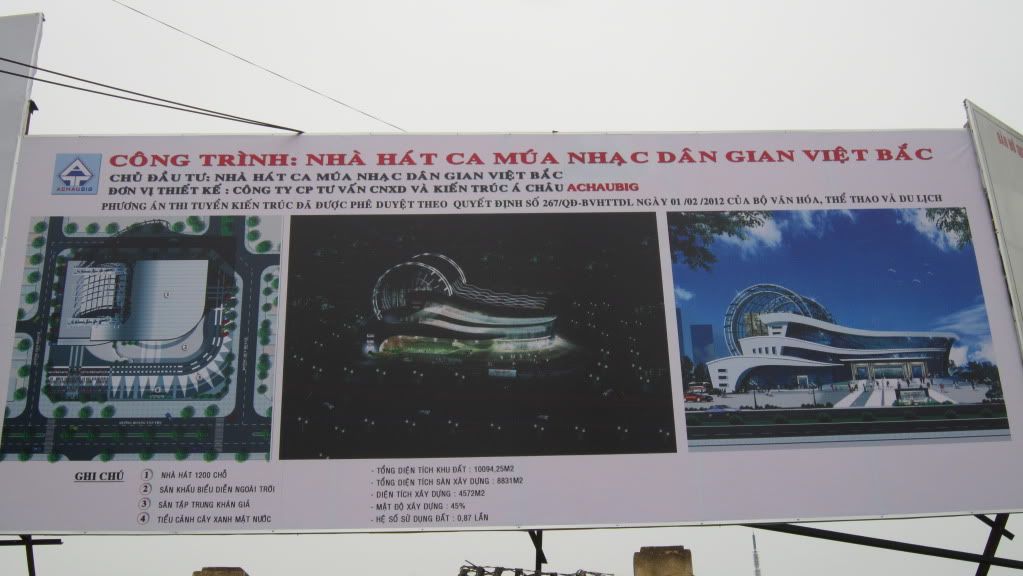 CÔNG TRÌNH: NHÀ HÁT CA MÚA NHẠC DÂN GIAN VIỆT BẮC
CHỦ ĐẦU TƯ: NHÀ HÁT CA MÚA NHẠC DÂN GIAN VIỆT BẮC
ĐƠN VỊ THIẾT KẾ : CÔNG TY CP TƯ VẤN CNXD VÀ KIẾN TRÚC Á CHÂU ACHAUBIG
ACHAUBIG
PHƯƠNG ÁN THI TUYỂN KIẾN TRÚC ĐÃ ĐƯỢC PHÊ DUYỆT THEO QUYẾT ĐỊNH SỐ 267/QĐ-BVHTTDL NGÀY 01 /02 /2012 CỦA BỘ VĂN HÓA, THỂ THAO VÀ DU LỊCH
GHI CHÚ
1 NHÀ HÁT 1200 CHỖ
2 SÂN KHẤU BIỂU DIỄN NGOÀI TRỜI
3 SÂN TẬP TRUNG KHÁN GIẢ
4 TIỂU CẢNH CÂY XANH MẶT NƯỚC
- TỔNG DIỆN TÍCH KHU ĐẤT : 10094,25M2
- TỔNG DIỆN TÍCH SÀN XÂY DỰNG : 8831M2
- DIỆN TÍCH XÂY DỰNG : 4572M2
- MẬT ĐỘ XÂY DỰNG : 45%
- HỆ SỐ SỬ DỤNG ĐẤT : 0,87 LẦN